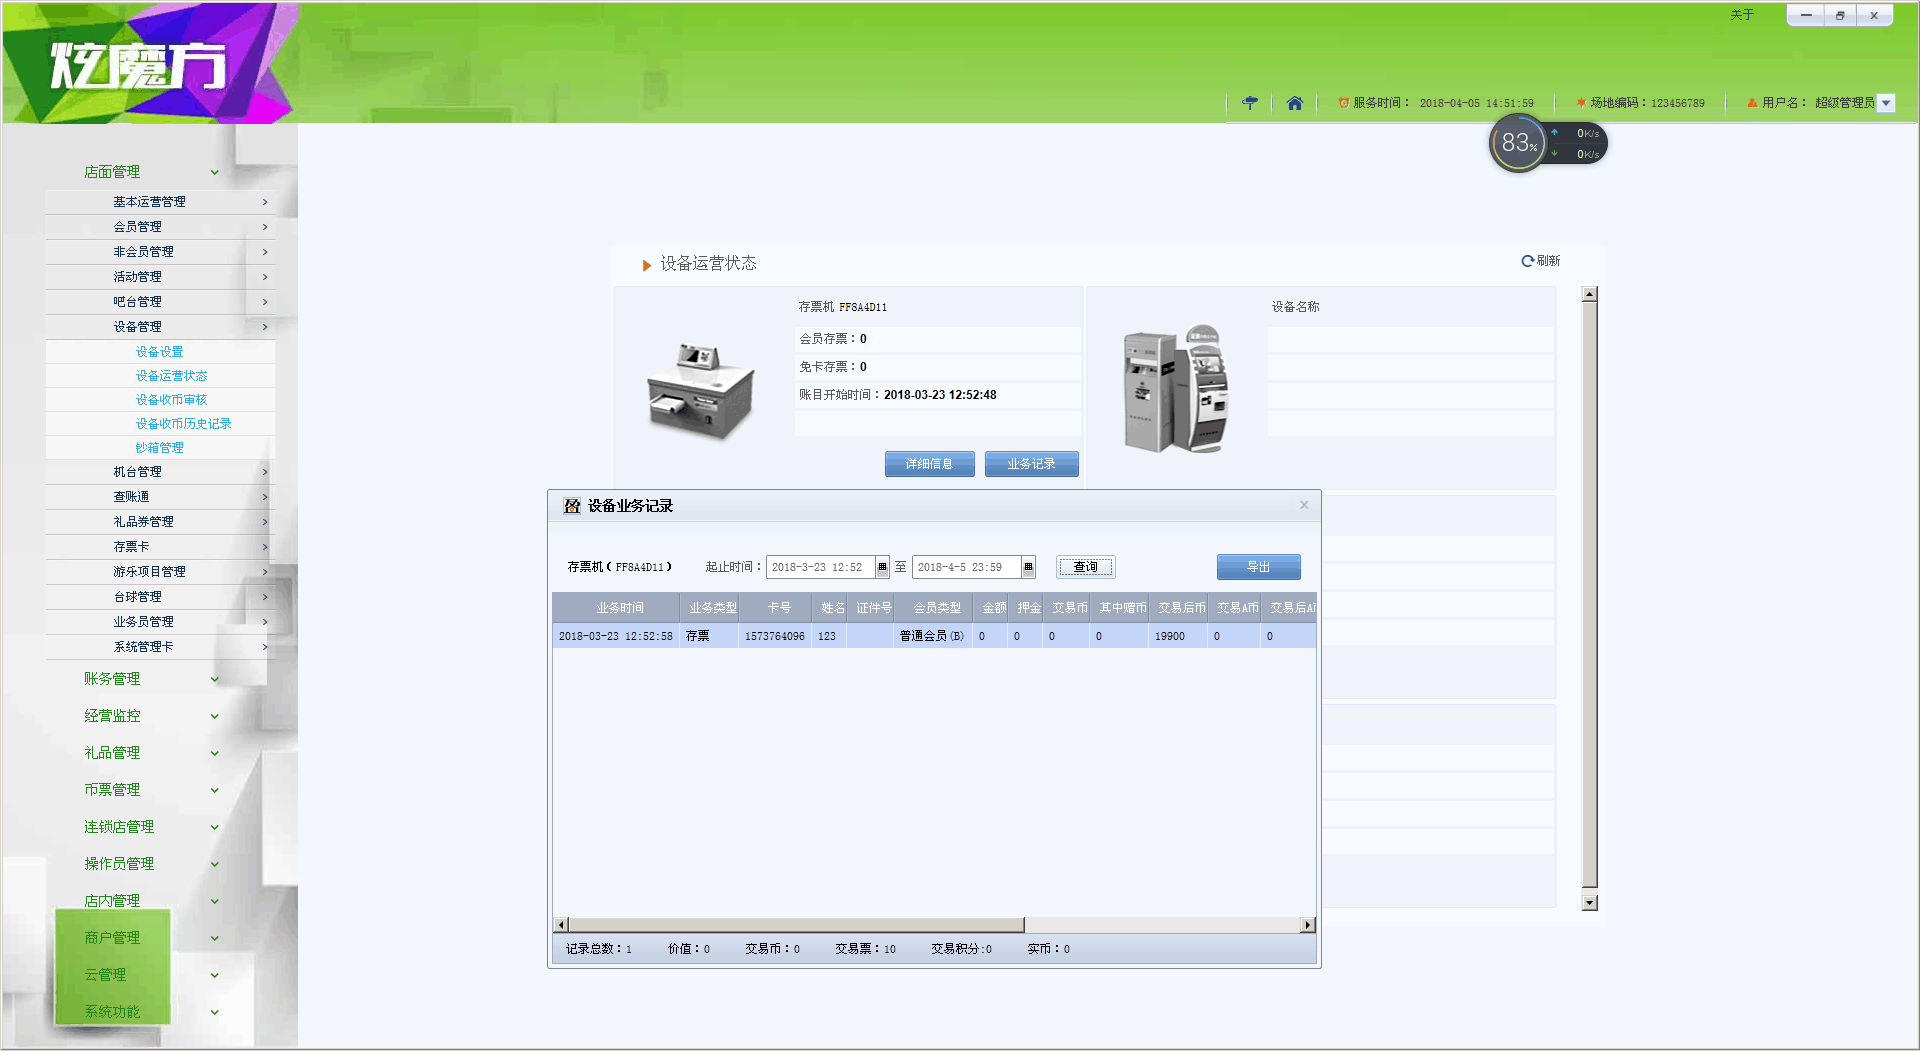 关于
炫魔方
服务时间： 2018-04-05 14:51:59
场地编码：123456789
用户名： 超级管理员
83%
0K/s
0K/s
店面管理
基本运营管理
会员管理
非会员管理
活动管理
吧台管理
设备管理
设备设置
设备运营状态
设备收币审核
设备收币历史记录
钞箱管理
机台管理
查账通
礼品券管理
存票卡
游乐项目管理
台球管理
业务员管理
系统管理卡
账务管理
经营监控
礼品管理
币票管理
连锁店管理
操作员管理
店内管理
商户管理
云管理
系统功能
设备运营状态
刷新
存票机 FF8A4D11
会员存票：0
免卡存票：0
账目开始时间：2018-03-23 12:52:48
详细信息 业务记录
设备名称
设备业务记录
存票机（FF8A4D11） 起止时间： 2018-3-23 12:52 至 2018-4-5 23:59 查询 导出
业务时间 业务类型 卡号 姓名 证件号 会员类型 金额 押金 交易币 其中赠币 交易后币 交易A币 交易后A币
2018-03-23 12:52:58 存票 1573764096 123 普通会员(B) 0 0 0 0 19900 0 0
记录总数：1 价值：0 交易币：0 交易票：10 交易积分:0 实币：0